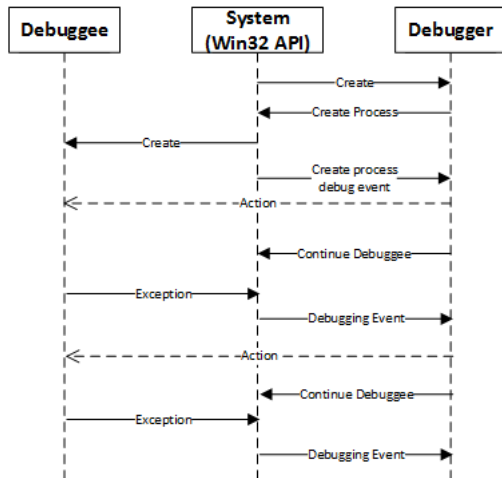 Debuggee
System
(Win32 API)
Debugger
Create
Create Process
Create
Create process
debug event
Action
Continue Debuggee
Exception
Debugging Event
Action
Continue Debuggee
Exception
Debugging Event